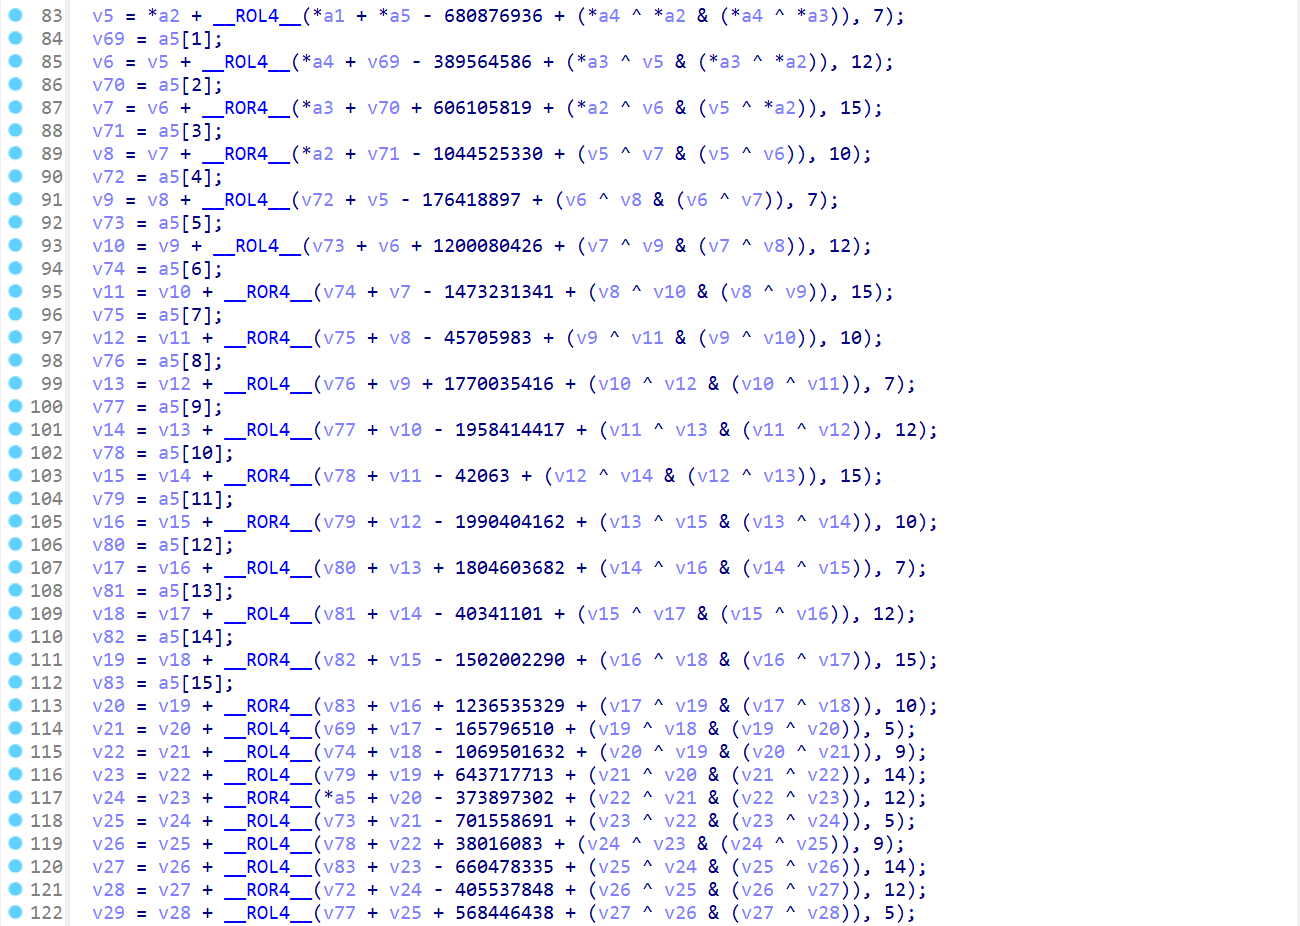 83 v5 = *a2 + __ROL4__(*a1 + *a5 - 680876936 + (*a4 ^ *a2 & (*a4 ^ *a3)), 7);
84 v69 = a5[1];
85 v6 = v5 + __ROL4__(*a4 + v69 - 389564586 + (*a3 ^ v5 & (*a3 ^ *a2)), 12);
86 v70 = a5[2];
87 v7 = v6 + __ROR4__(*a3 + v70 + 606105819 + (*a2 ^ v6 & (v5 ^ *a2)), 15);
88 v71 = a5[3];
89 v8 = v7 + __ROR4__(*a2 + v71 - 1044525330 + (v5 ^ v7 & (v5 ^ v6)), 10);
90 v72 = a5[4];
91 v9 = v8 + __ROL4__(v72 + v5 - 176418897 + (v6 ^ v8 & (v6 ^ v7)), 7);
92 v73 = a5[5];
93 v10 = v9 + __ROL4__(v73 + v6 + 1200080426 + (v7 ^ v9 & (v7 ^ v8)), 12);
94 v74 = a5[6];
95 v11 = v10 + __ROR4__(v74 + v7 - 1473231341 + (v8 ^ v10 & (v8 ^ v9)), 15);
96 v75 = a5[7];
97 v12 = v11 + __ROR4__(v75 + v8 - 45705983 + (v9 ^ v11 & (v9 ^ v10)), 10);
98 v76 = a5[8];
99 v13 = v12 + __ROL4__(v76 + v9 + 1770035416 + (v10 ^ v12 & (v10 ^ v11)), 7);
100 v77 = a5[9];
101 v14 = v13 + __ROL4__(v77 + v10 - 1958414417 + (v11 ^ v13 & (v11 ^ v12)), 12);
102 v78 = a5[10];
103 v15 = v14 + __ROR4__(v78 + v11 - 42063 + (v12 ^ v14 & (v12 ^ v13)), 15);
104 v79 = a5[11];
105 v16 = v15 + __ROR4__(v79 + v12 - 1990404162 + (v13 ^ v15 & (v13 ^ v14)), 10);
106 v80 = a5[12];
107 v17 = v16 + __ROL4__(v80 + v13 + 1804603682 + (v14 ^ v16 & (v14 ^ v15)), 7);
108 v81 = a5[13];
109 v18 = v17 + __ROL4__(v81 + v14 - 40341101 + (v15 ^ v17 & (v15 ^ v16)), 12);
110 v82 = a5[14];
111 v19 = v18 + __ROR4__(v82 + v15 - 1502002290 + (v16 ^ v18 & (v16 ^ v17)), 15);
112 v83 = a5[15];
113 v20 = v19 + __ROR4__(v83 + v16 + 1236535329 + (v17 ^ v19 & (v17 ^ v18)), 10);
114 v21 = v20 + __ROL4__(v69 + v17 - 165796510 + (v19 ^ v18 & (v19 ^ v20)), 5);
115 v22 = v21 + __ROL4__(v74 + v18 - 1069501632 + (v20 ^ v19 & (v20 ^ v21)), 9);
116 v23 = v22 + __ROL4__(v79 + v19 + 643717713 + (v21 ^ v20 & (v21 ^ v22)), 14);
117 v24 = v23 + __ROR4__(*a5 + v20 - 373897302 + (v22 ^ v21 & (v22 ^ v23)), 12);
118 v25 = v24 + __ROL4__(v73 + v21 - 701558691 + (v23 ^ v22 & (v23 ^ v24)), 5);
119 v26 = v25 + __ROL4__(v78 + v22 + 38016083 + (v24 ^ v23 & (v24 ^ v25)), 9);
120 v27 = v26 + __ROL4__(v83 + v23 - 660478335 + (v25 ^ v24 & (v25 ^ v26)), 14);
121 v28 = v27 + __ROR4__(v72 + v24 - 405537848 + (v26 ^ v25 & (v26 ^ v27)), 12);
122 v29 = v28 + __ROL4__(v77 + v25 + 568446438 + (v27 ^ v26 & (v27 ^ v28)), 5);